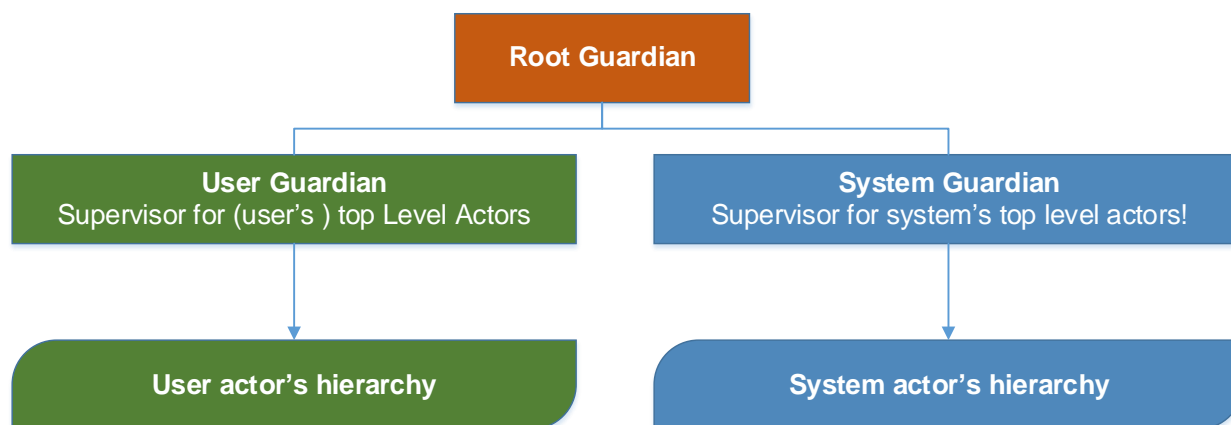 Root Guardian
User Guardian
Supervisor for (user’s ) top Level Actors
System Guardian
Supervisor for system’s top level actors!
User actor’s hierarchy
System actor’s hierarchy